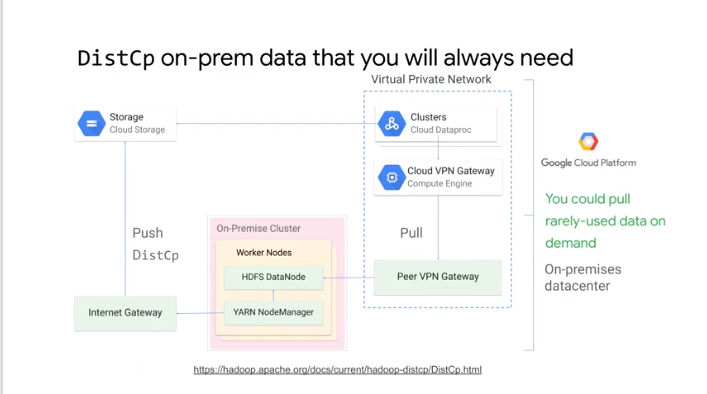 DistCp on-prem data that you will always need
Virtual Private Network
Storage
Cloud Storage
Clusters
Cloud Dataproc
Google Cloud Platform
Cloud VPN Gateway
Compute Engine
You could pull
rarely-used data on
demand
Push
DistCp
On-Premise Cluster
Pull
Worker Nodes
HDFS DataNode
Peer VPN Gateway
On-premises
datacenter
Internet Gateway
YARN NodeManager
https://hadoop.apache.org/docs/current/hadoop-distcp/DistCp.html